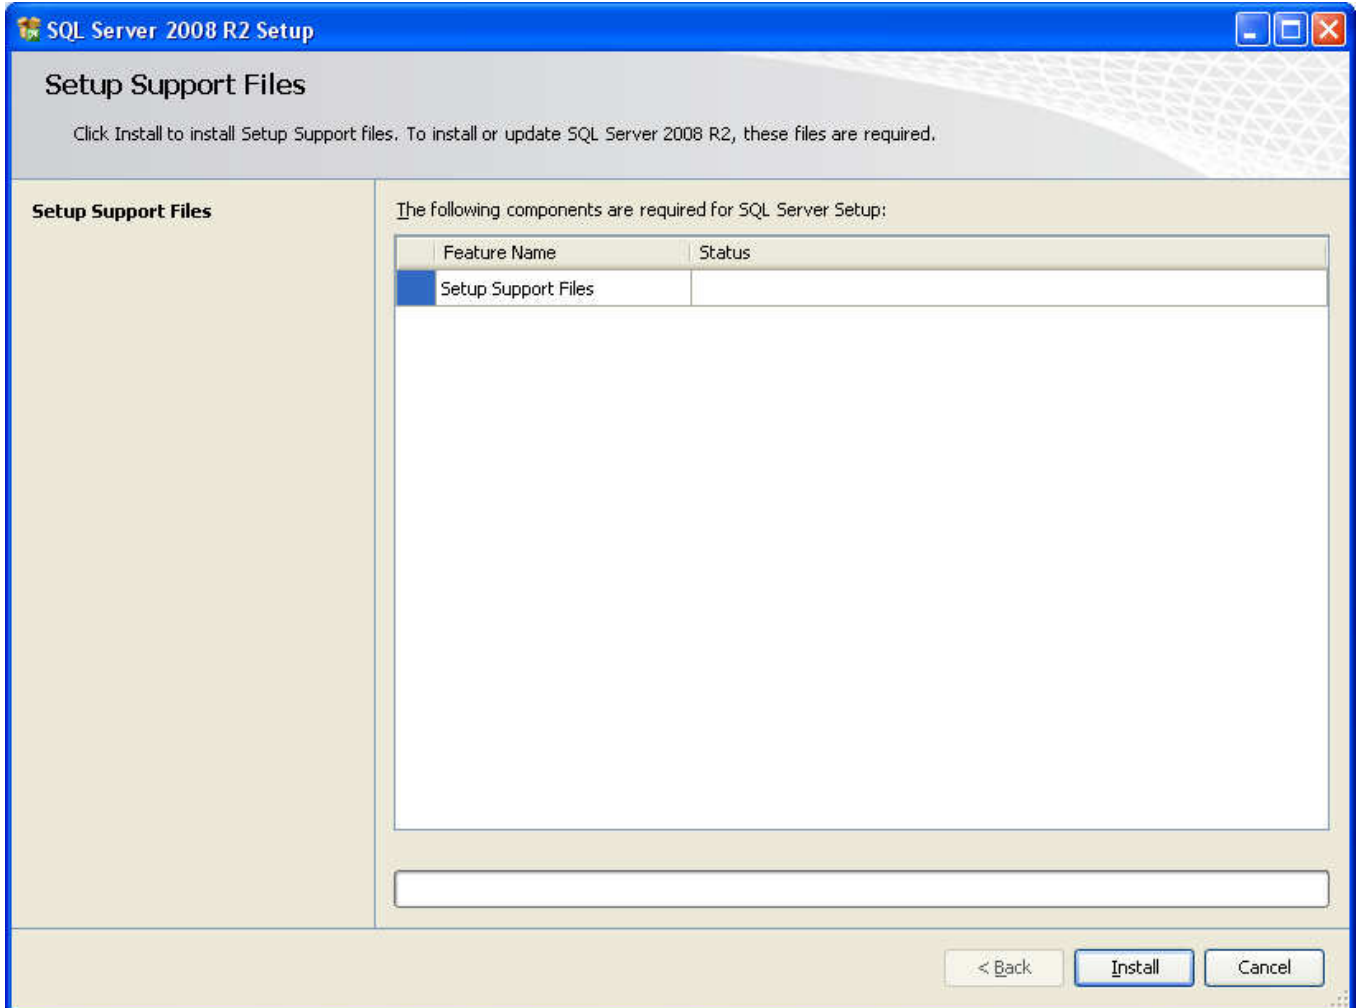 SQL Server 2008 R2 Setup
Setup Support Files
Click Install to install Setup Support files. To install or update SQL Server 2008 R2, these files are required.
Setup Support Files
The following components are required for SQL Server Setup:
Feature Name Status
Setup Support Files
< Back Install Cancel